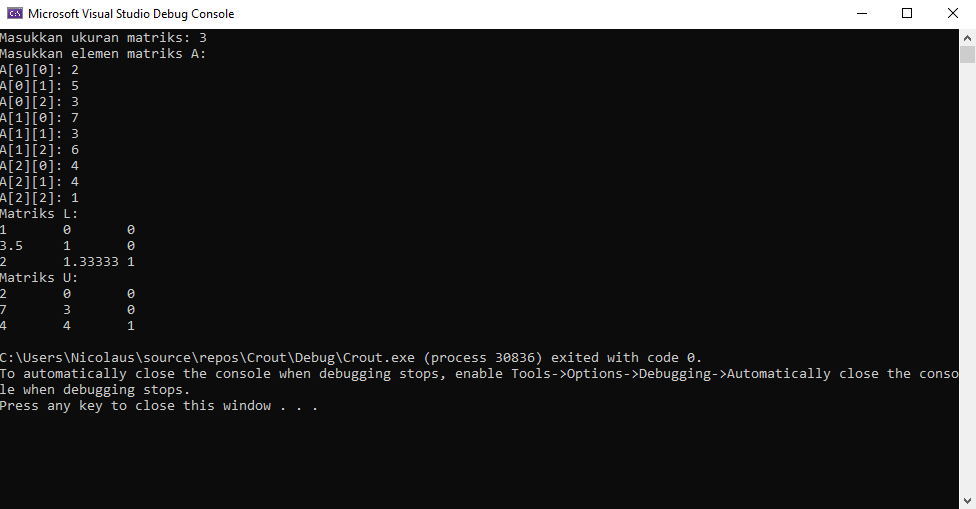 Microsoft Visual Studio Debug Console
Masukkan ukuran matriks: 3
Masukkan elemen matriks A:
A[0][0]: 2
A[0][1]: 5
A[0][2]: 3
A[1][0]: 7
A[1][1]: 3
A[1][2]: 6
A[2][0]: 4
A[2][1]: 4
A[2][2]: 1
Matriks L:
1       0       0
3.5     1       0
2       1.33333 1
Matriks U:
2       0       0
7       3       0
4       4       1
C:\Users\Nicolaus\source\repos\Crout\Debug\Crout.exe (process 30836) exited with code 0.
To automatically close the console when debugging stops, enable Tools->Options->Debugging->Automatically close the conso
le when debugging stops.
Press any key to close this window . . .